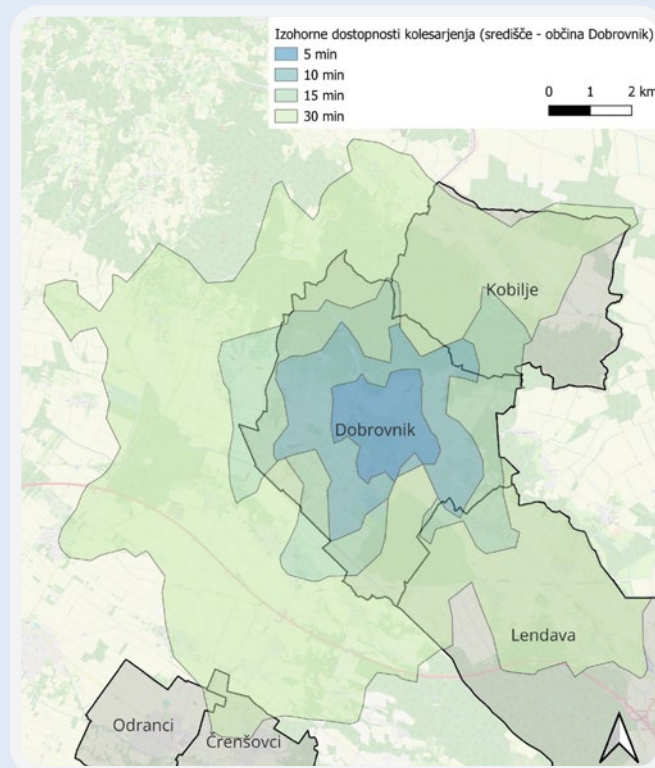 Izohorne dostopnosti kolesarjenja (središče - občina Dobrovnik)
5 min
10 min
15 min
30 min
0 1 2 km
Kobilje
Dobrovnik
Lendava
Odranci
Črenšovci